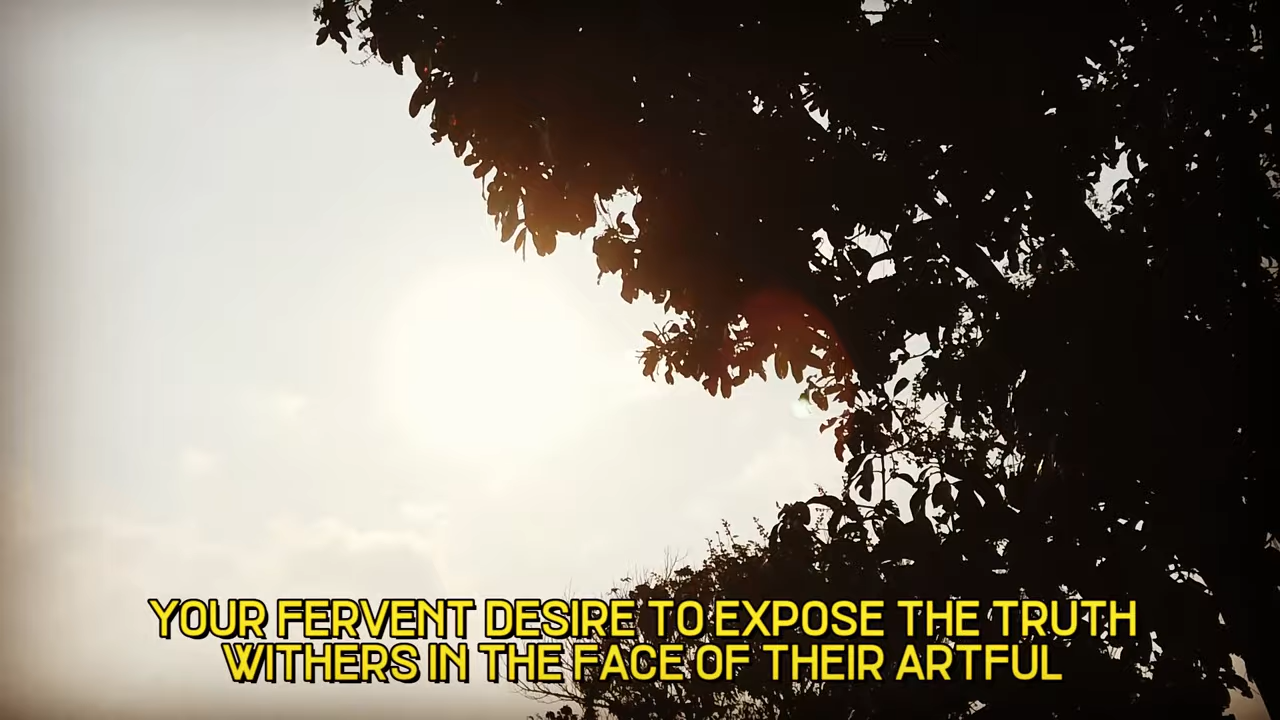 YOUR FERVENT DESIRE TO EXPOSE THE TRUTH
WITHERS IN THE FACE OF THEIR ARTFUL